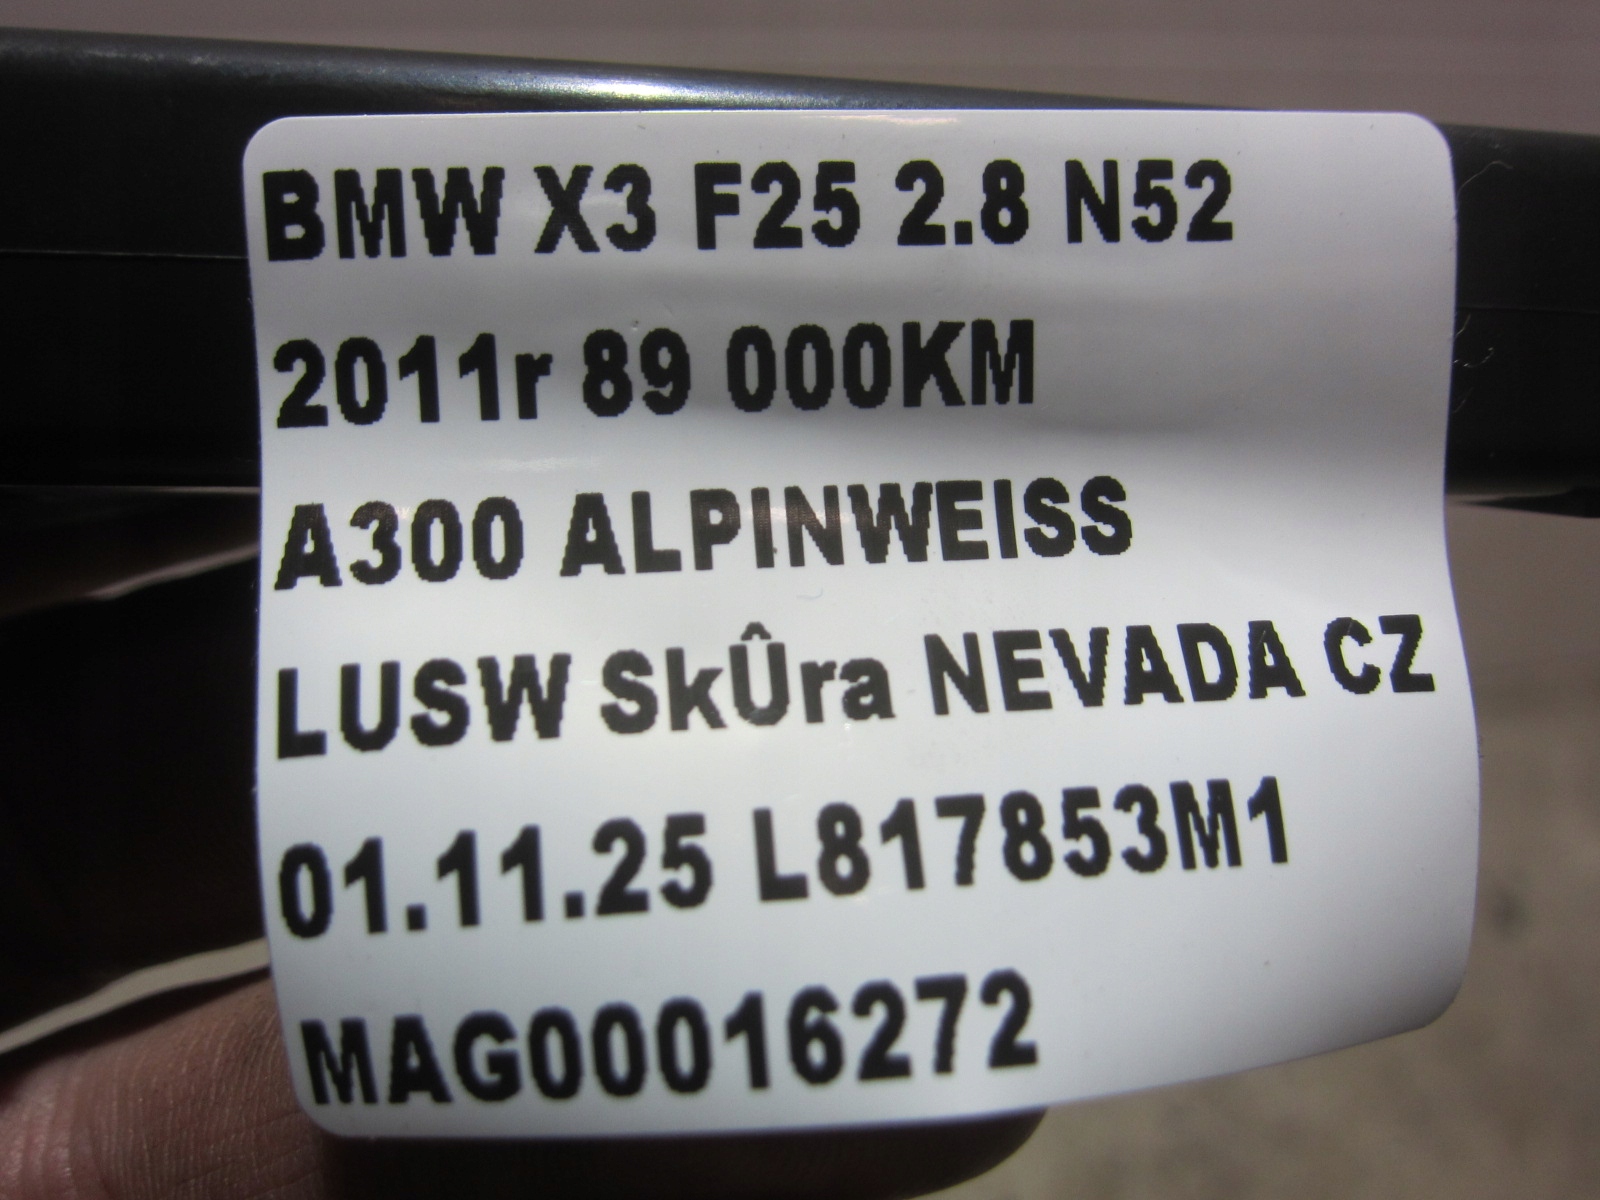 BMW X3 F25 2.8 N52
2011r 89 000KM
A300 ALPINWEISS
LUSW SkÛra NEVADA CZ
01.11.25 L817853M1
MAG00016272